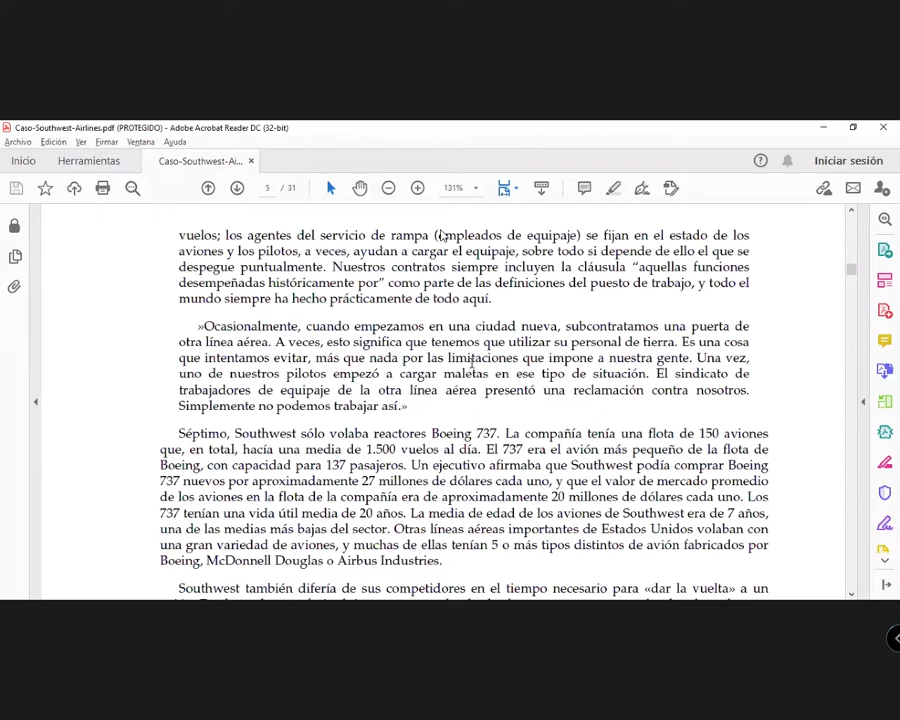 Caso-Southwest-Airlines.pdf (PROTEGIDO) - Adobe Acrobat Reader DC (32-bit)
Archivo Edición Ver Firmar Ventana Ayuda
Inicio Herramientas Caso-Southwest-Ai... × Iniciar sesión
5 / 31 131%
vuelos; los agentes del servicio de rampa (empleados de equipaje) se fijan en el estado de los
aviones y los pilotos, a veces, ayudan a cargar el equipaje, sobre todo si depende de ello el que se
despegue puntualmente. Nuestros contratos siempre incluyen la cláusula “aquellas funciones
desempeñadas históricamente por” como parte de las definiciones del puesto de trabajo, y todo el
mundo siempre ha hecho prácticamente de todo aquí.
»Ocasionalmente, cuando empezamos en una ciudad nueva, subcontratamos una puerta de
otra línea aérea. A veces, esto significa que tenemos que utilizar su personal de tierra. Es una cosa
que intentamos evitar, más que nada por las limitaciones que impone a nuestra gente. Una vez,
uno de nuestros pilotos empezó a cargar maletas en ese tipo de situación. El sindicato de
trabajadores de equipaje de la otra línea aérea presentó una reclamación contra nosotros.
Simplemente no podemos trabajar así.»
Séptimo, Southwest sólo volaba reactores Boeing 737. La compañía tenía una flota de 150 aviones
que, en total, hacía una media de 1.500 vuelos al día. El 737 era el avión más pequeño de la flota de
Boeing, con capacidad para 137 pasajeros. Un ejecutivo afirmaba que Southwest podía comprar Boeing
737 nuevos por aproximadamente 27 millones de dólares cada uno, y que el valor de mercado promedio
de los aviones en la flota de la compañía era de aproximadamente 20 millones de dólares cada uno. Los
737 tenían una vida útil media de 20 años. La media de edad de los aviones de Southwest era de 7 años,
una de las medias más bajas del sector. Otras líneas aéreas importantes de Estados Unidos volaban con
una gran variedad de aviones, y muchas de ellas tenían 5 o más tipos distintos de avión fabricados por
Boeing, McDonnell Douglas o Airbus Industries.
Southwest también difería de sus competidores en el tiempo necesario para «dar la vuelta» a un